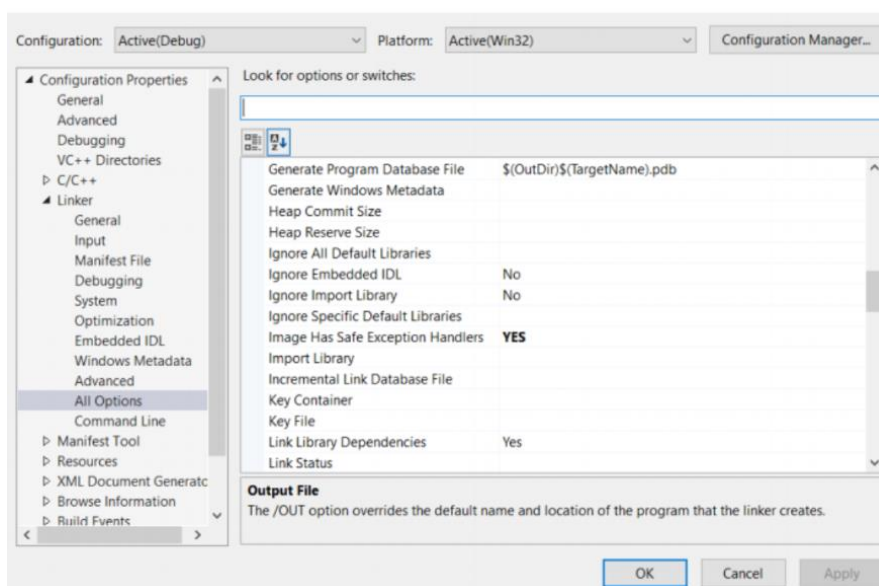 Configuration: Active(Debug) Platform: Active(Win32) Configuration Manager...
Configuration Properties
General
Advanced
Debugging
VC++ Directories
C/C++
Linker
General
Input
Manifest File
Debugging
System
Optimization
Embedded IDL
Windows Metadata
Advanced
All Options
Command Line
Manifest Tool
Resources
XML Document Generato
Browse Information
Build Events
Look for options or switches:
Generate Program Database File $(OutDir)$(TargetName).pdb
Generate Windows Metadata
Heap Commit Size
Heap Reserve Size
Ignore All Default Libraries
Ignore Embedded IDL No
Ignore Import Library No
Ignore Specific Default Libraries
Image Has Safe Exception Handlers YES
Import Library
Incremental Link Database File
Key Container
Key File
Link Library Dependencies Yes
Link Status
Output File
The /OUT option overrides the default name and location of the program that the linker creates.
OK Cancel Apply